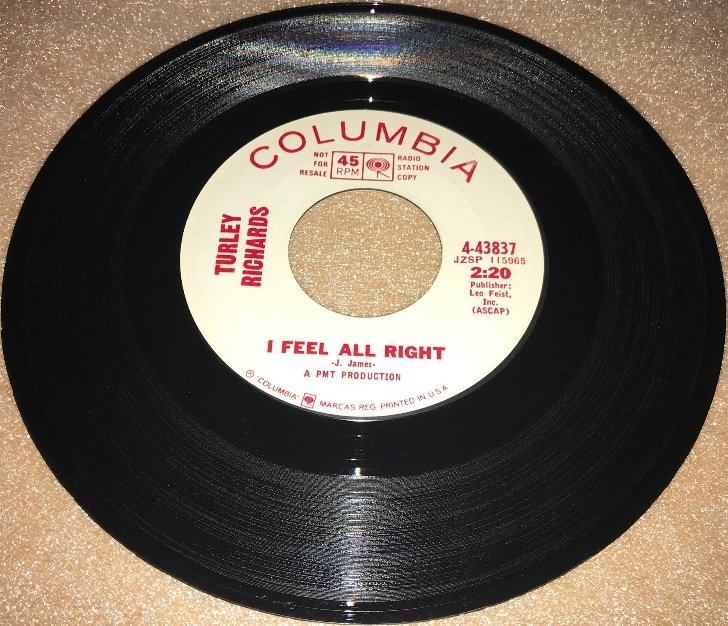 COLUMBIA
NOT
FOR
RESALE
45
RPM
RADIO
STATION
COPY
TURLEY
RICHARDS
4-43837
JZSP 115965
2:20
Publisher:
Leo Feist,
Inc.
(ASCAP)
I FEEL ALL RIGHT
-J. James-
A PMT PRODUCTION
® "COLUMBIA" MARCAS REG. PRINTED IN U.S.A.